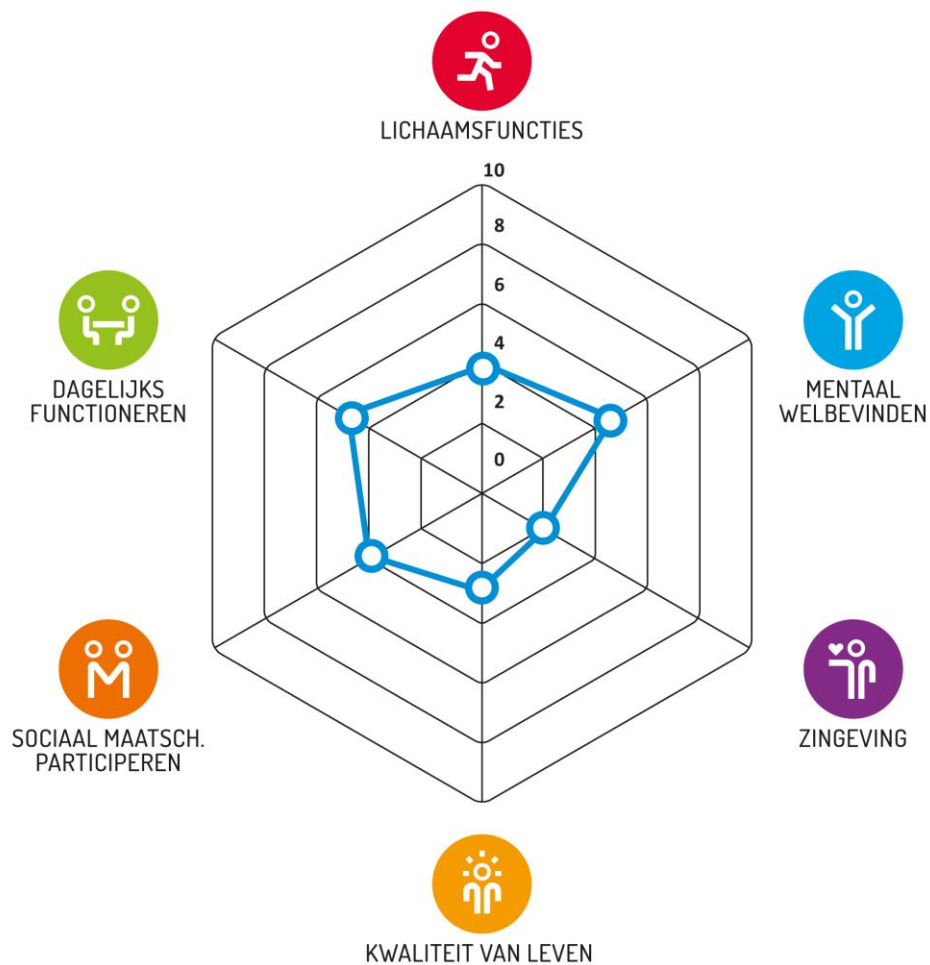 LICHAAMSFUNCTIES
10
8
6
4
2
0
DAGELIJKS
FUNCTIONEREN
MENTAAL
WELBEVINDEN
SOCIAAL MAATSCH.
PARTICIPEREN
ZINGEVING
KWALITEIT VAN LEVEN